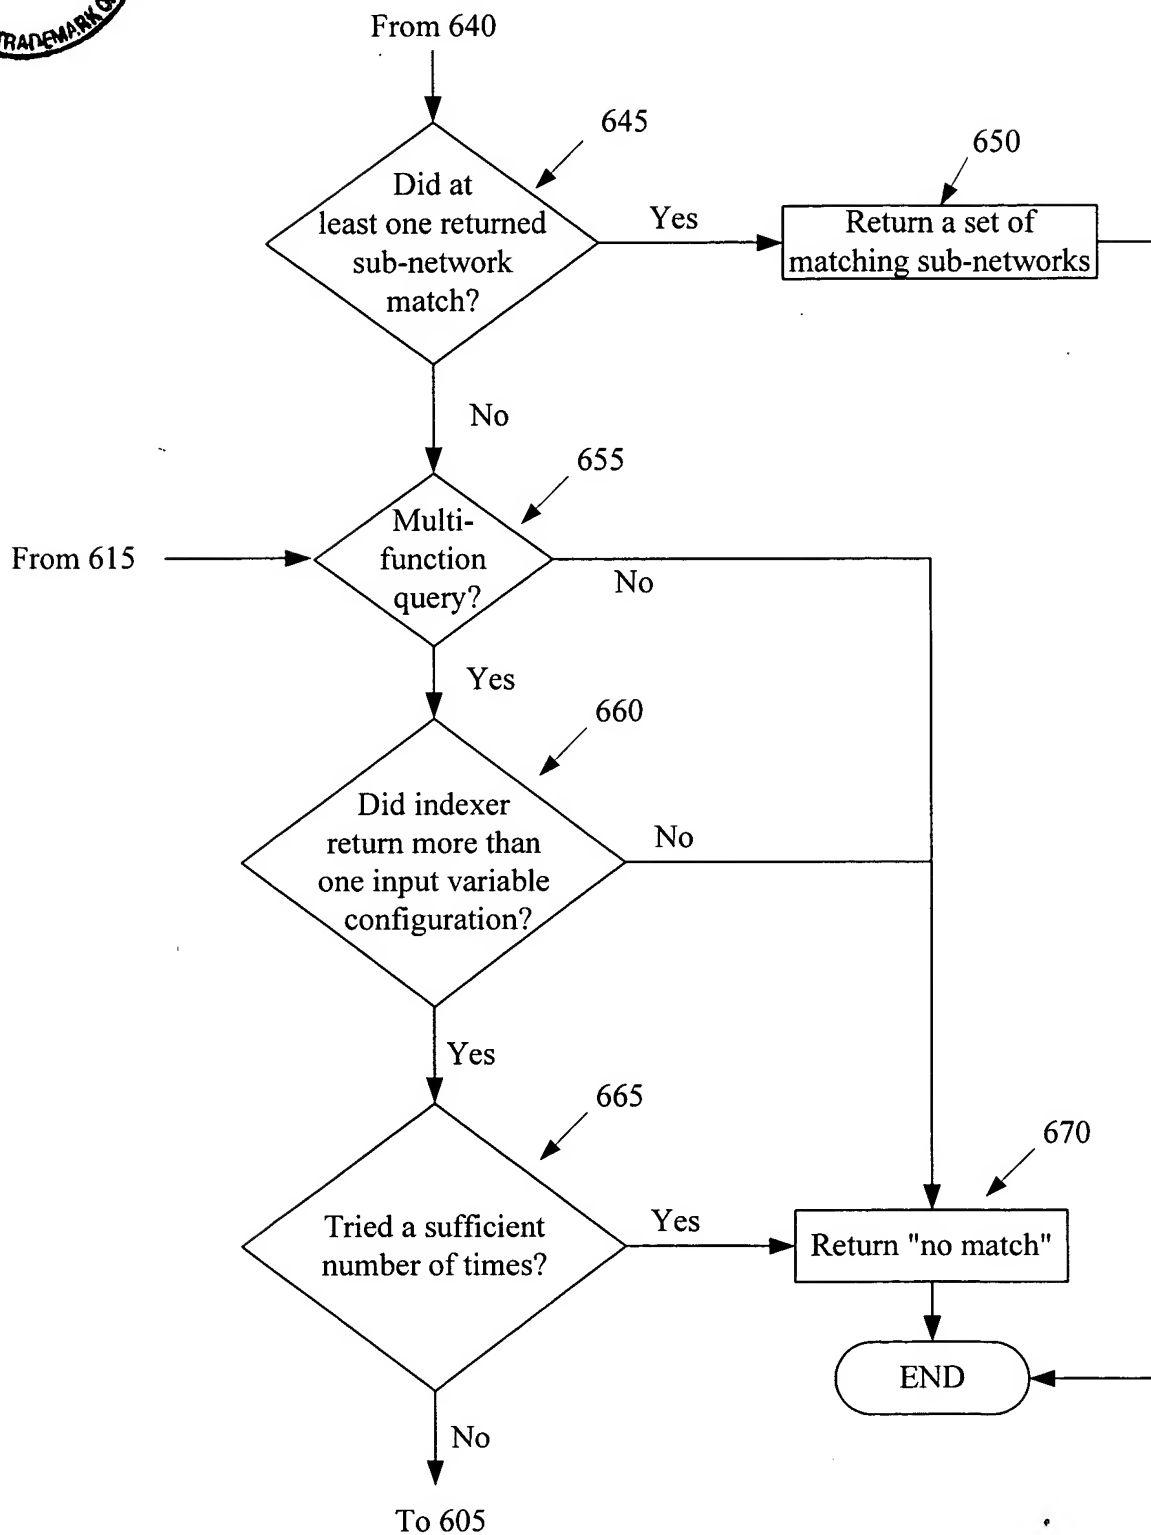 TRADEMARK
From 640
645
Did at
least one returned
sub-network
match?
Yes
650
Return a set of
matching sub-networks
No
655
From 615
Multi-
function
query?
No
Yes
660
Did indexer
return more than
one input variable
configuration?
No
Yes
665
Tried a sufficient
number of times?
Yes
670
Return "no match"
END
No
To 605